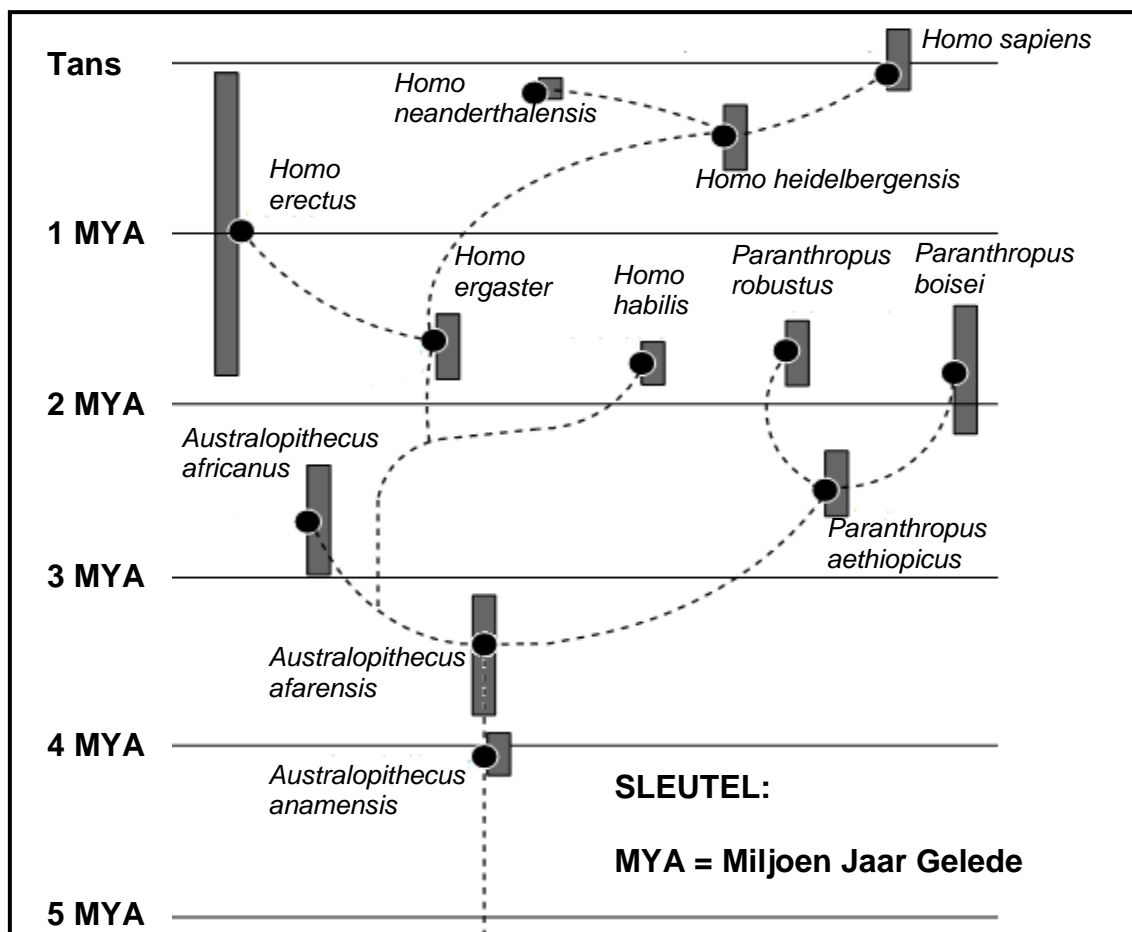 Tans
Homo sapiens
Homo
neanderthalensis
Homo
erectus
Homo heidelbergensis
1 MYA
Homo
ergaster
Homo
habilis
Paranthropus
robustus
Paranthropus
boisei
2 MYA
Australopithecus
africanus
Paranthropus
aethiopicus
3 MYA
Australopithecus
afarensis
4 MYA
Australopithecus
anamensis
SLEUTEL:
MYA = Miljoen Jaar Gelede
5 MYA